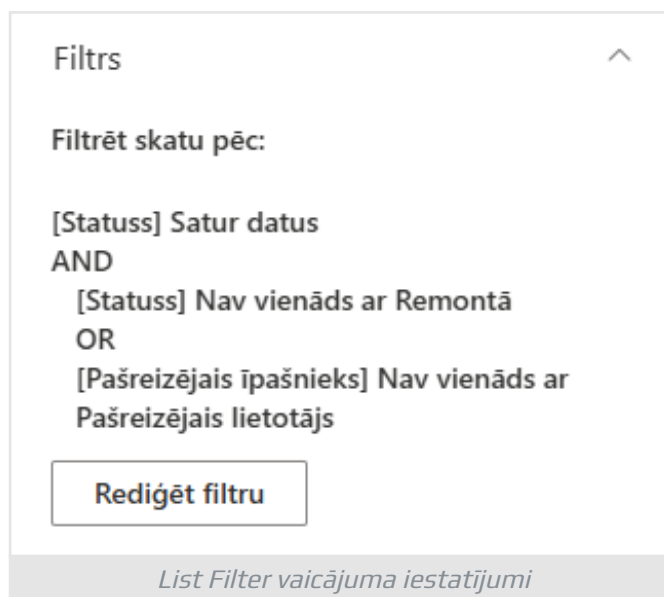 Filtrs
Filtrēt skatu pēc:
[Statuss] Satur datus
AND
[Statuss] Nav vienāds ar Remontā
OR
[Pašreizējais īpašnieks] Nav vienāds ar
Pašreizējais lietotājs
Rediģēt filtru
List Filter vaicājuma iestatījumi